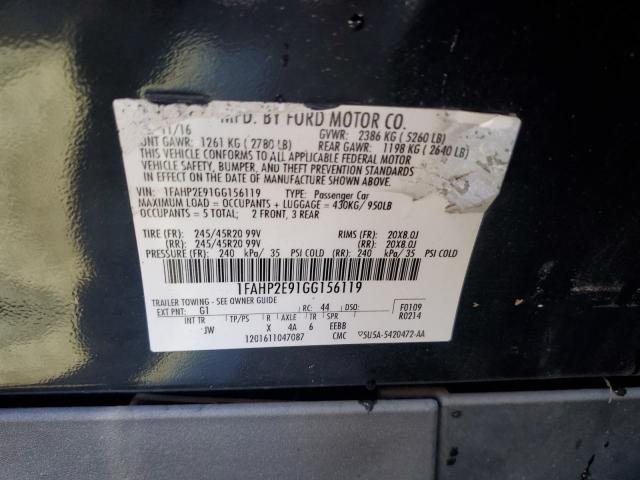 MFD. BY FORD MOTOR CO.
11/16 GVWR: 2386 KG ( 5260 LB)
GAWR: 1261 KG ( 2780 LB) REAR GAWR: 1198 KG ( 2640 LB)
THIS VEHICLE CONFORMS TO ALL APPLICABLE FEDERAL MOTOR
VEHICLE SAFETY, BUMPER, AND THEFT PREVENTION STANDARDS
IN EFFECT ON THE DATE OF MANUFACTURE SHOWN ABOVE.
VIN: 1FAHP2E91GG156119 TYPE: Passenger Car
MAXIMUM LOAD = OCCUPANTS + LUGGAGE = 430KG/ 950LB
OCCUPANTS = 5 TOTAL; 2 FRONT, 3 REAR
TIRE (FR): 245/45R20 99V RIMS (FR): 20X8.0J
(RR): 245/45R20 99V (RR): 20X8.0J
PRESSURE (FR): 240 kPa/ 35 PSI COLD (RR): 240 kPa/ 35 PSI COLD
1FAHP2E91GG156119
TRAILER TOWING - SEE OWNER GUIDE
EXT PNT: G1 RC: 44 DSO: F0109
INT TR TP/PS R AXLE TR SPR R0214
JW X 4A 6 EEBB
1201611047087 CMC ♡5U5A-5420472-AA